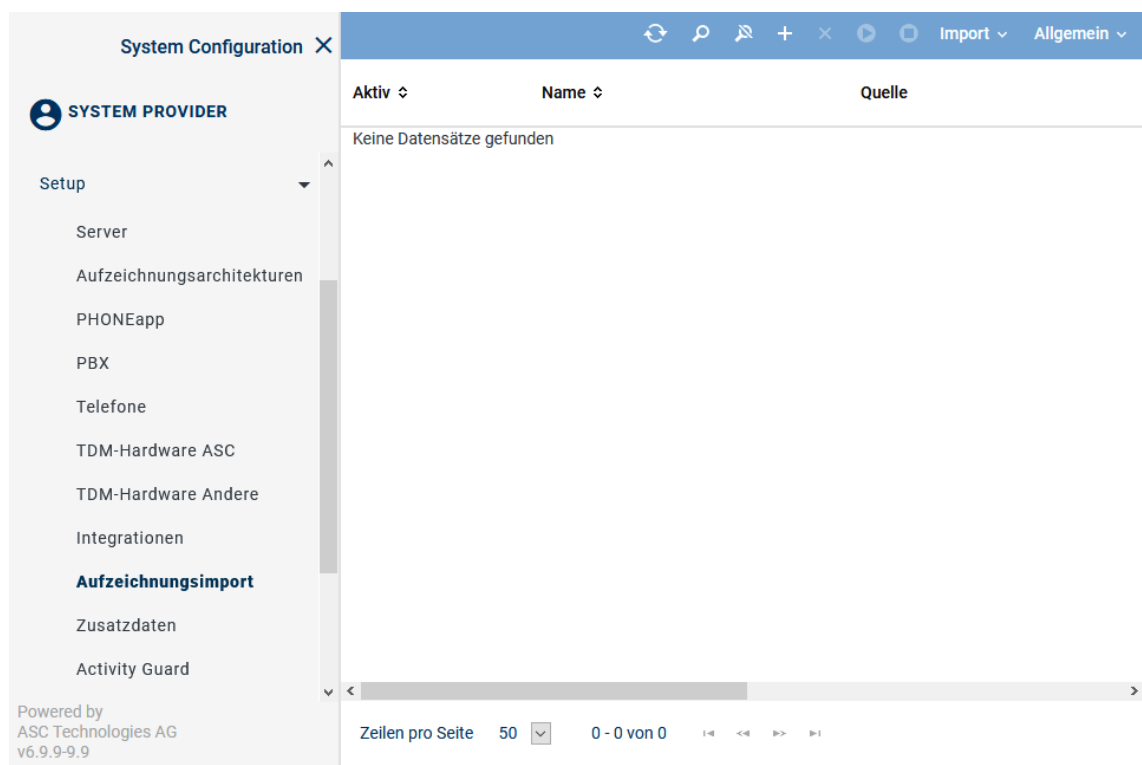 System Configuration
SYSTEM PROVIDER
Setup
Server
Aufzeichnungsarchitekturen
PHONEapp
PBX
Telefone
TDM-Hardware ASC
TDM-Hardware Andere
Integrationen
Aufzeichnungsimport
Zusatzdaten
Activity Guard
Powered by
ASC Technologies AG
v6.9.9-9.9
Import Allgemein
Aktiv Name Quelle
Keine Datensätze gefunden
Zeilen pro Seite 50 0 - 0 von 0